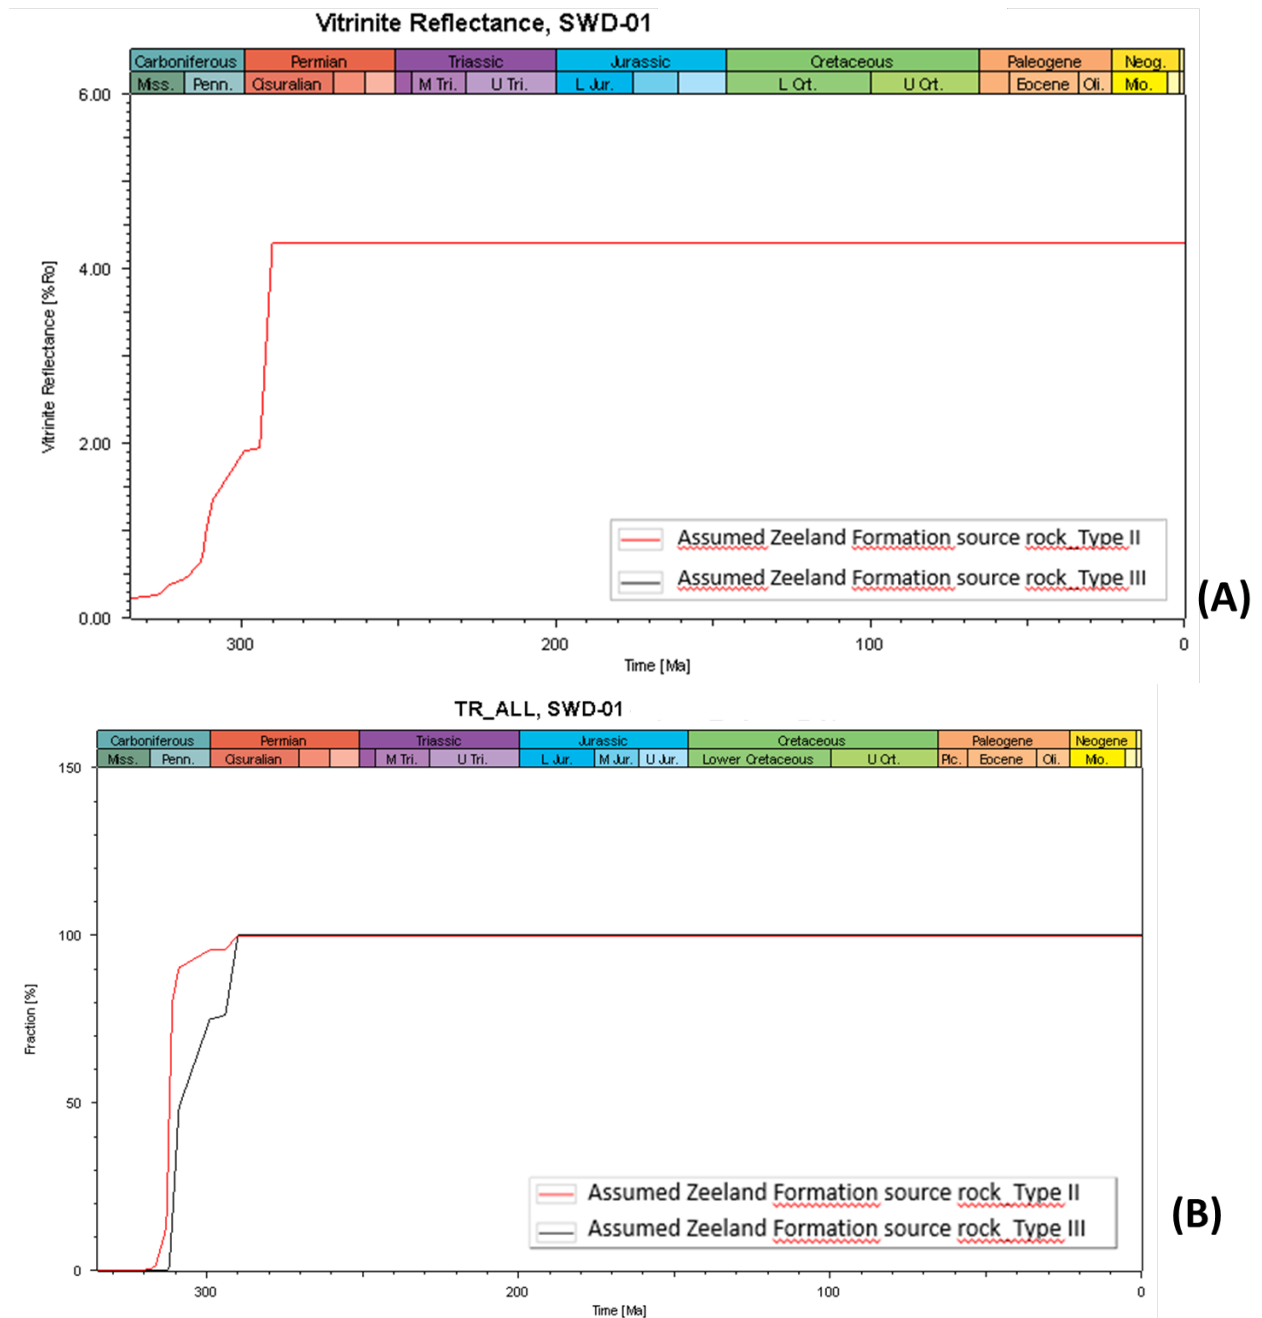 Vitrinite Reflectance, SWD-01
Carboniferous Permian Triassic Jurassic Cretaceous Paleogene Neog.
Miss. Penn. Cisuralian M Tri. U Tri. L Jur. L Crt. U Crt. Eocene Oli. Mio.
6.00
4.00
2.00
0.00
Vitrinite Reflectance [%Ro]
Assumed Zeeland Formation source rock_Type II
Assumed Zeeland Formation source rock_Type III
(A)
300 200 100 0
Time [Ma]
TR_ALL, SWD-01
Carboniferous Permian Triassic Jurassic Cretaceous Paleogene Neogene
Miss. Penn. Cisuralian M Tri. U Tri. L Jur. M Jur. U Jur. Lower Cretaceous U Crt. Plc. Eocene Oli. Mio.
150
100
50
0
Fraction [%]
Assumed Zeeland Formation source rock_Type II
Assumed Zeeland Formation source rock_Type III
(B)
300 200 100 0
Time [Ma]